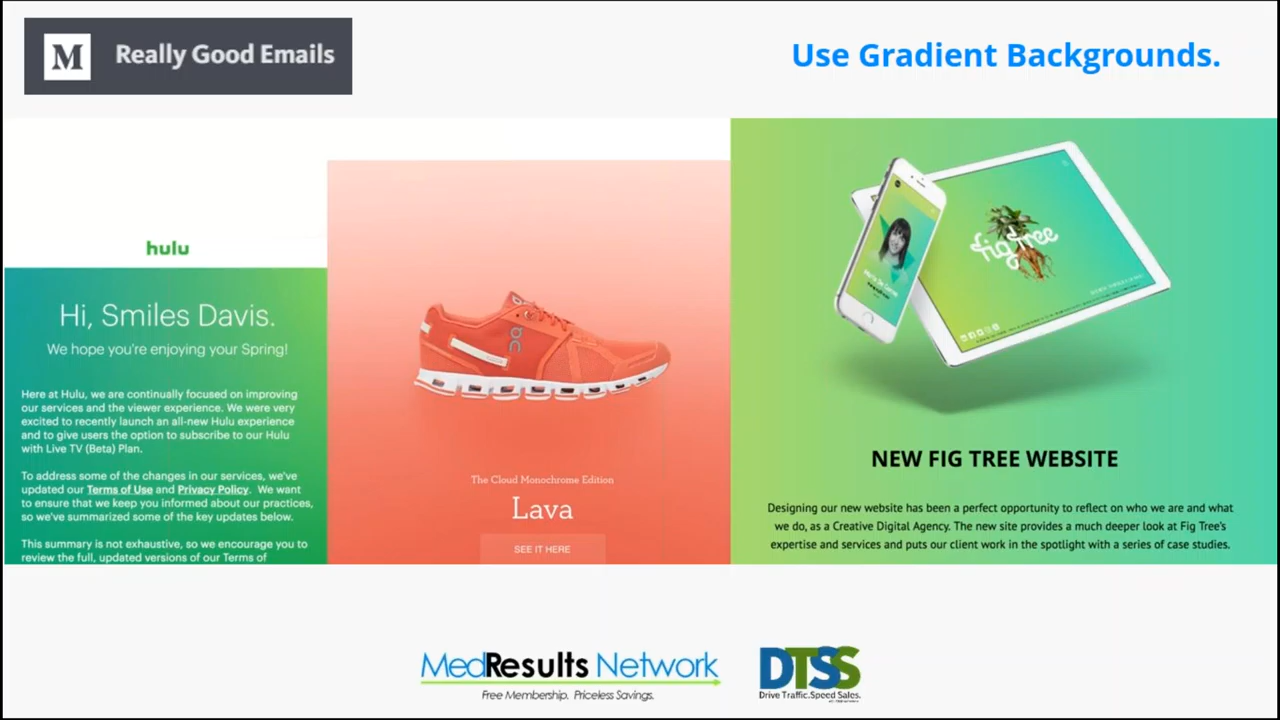 M Really Good Emails
Use Gradient Backgrounds.
hulu
Hi, Smiles Davis.
We hope you're enjoying your Spring!
Here at Hulu, we are continually focused on improving
our services and the viewer experience. We were very
excited to recently launch an all-new Hulu experience
and to give users the option to subscribe to our Hulu
with Live TV (Beta) Plan.
To address some of the changes in our services, we've
updated our Terms of Use and Privacy Policy. We want
to ensure that we keep you informed about our practices,
so we've summarized some of the key updates below.
This summary is not exhaustive, so we encourage you to
review the full, updated versions of our Terms of
The Cloud Monochrome Edition
Lava
SEE IT HERE
fig tree
NEW FIG TREE WEBSITE
Designing our new website has been a perfect opportunity to reflect on who we are and what
we do, as a Creative Digital Agency. The new site provides a much deeper look at Fig Tree's
expertise and services and puts our client work in the spotlight with a series of case studies.
MedResults Network
Free Membership. Priceless Savings.
DTSS
Drive Traffic.Speed Sales.